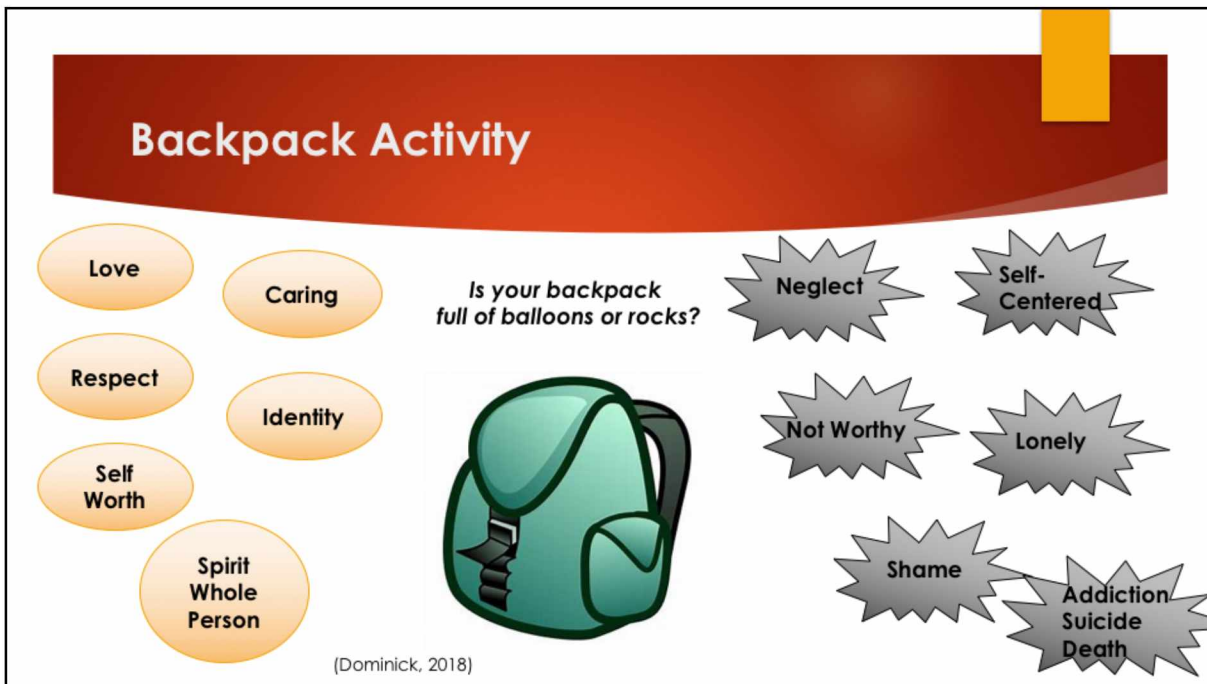 Backpack Activity
Love
Caring
Respect
Identity
Self
Worth
Spirit
Whole
Person
Is your backpack
full of balloons or rocks?
(Dominick, 2018)
Neglect
Self-
Centered
Not Worthy
Lonely
Shame
Addiction
Suicide
Death